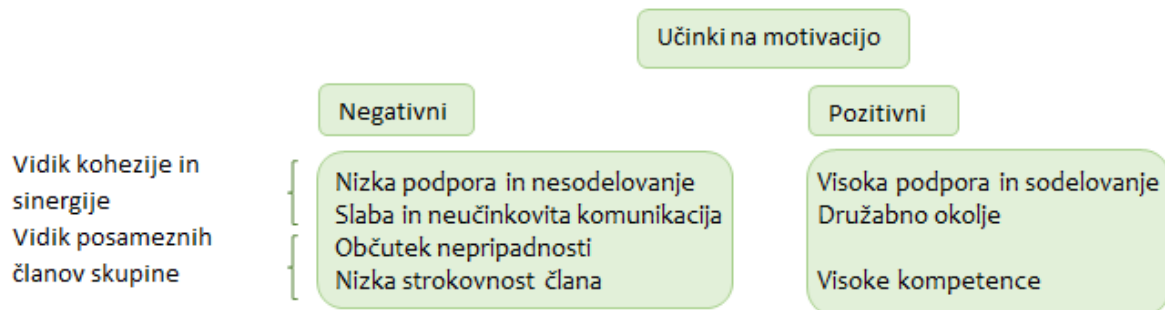 Učinki na motivacijo
Negativni
Pozitivni
Vidik kohezije in
sinergije
Vidik posameznih
članov skupine
Nizka podpora in nesodelovanje
Slaba in neučinkovita komunikacija
Občutek nepripadnosti
Nizka strokovnost člana
Visoka podpora in sodelovanje
Družabno okolje
Visoke kompetence